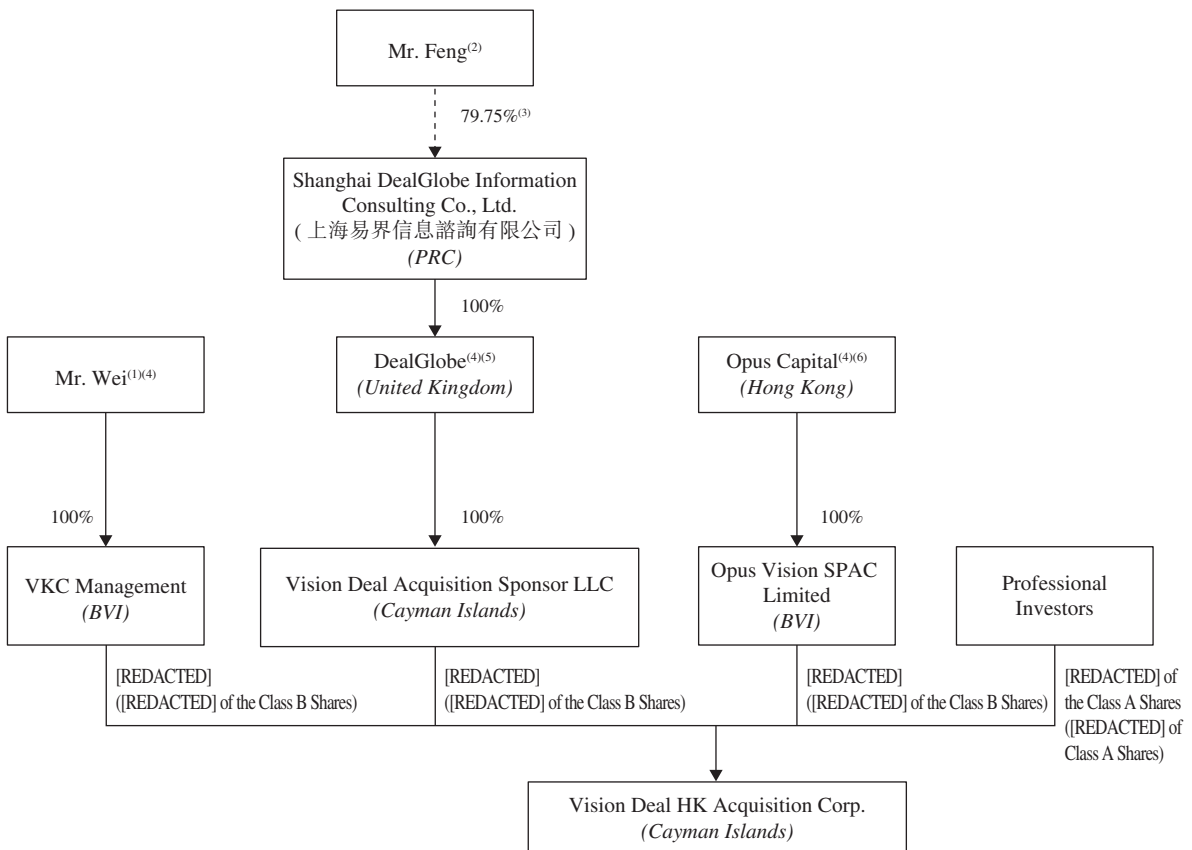 Mr. Feng(2)
79.75%(3)
Shanghai DealGlobe Information
Consulting Co., Ltd.
( 上海易界信息諮詢有限公司 )
(PRC)
100%
Mr. Wei(1)(4)
DealGlobe(4)(5)
(United Kingdom)
Opus Capital(4)(6)
(Hong Kong)
100%
100%
100%
VKC Management
(BVI)
Vision Deal Acquisition Sponsor LLC
(Cayman Islands)
Opus Vision SPAC
Limited
(BVI)
Professional
Investors
[REDACTED]
([REDACTED] of the Class B Shares)
[REDACTED]
([REDACTED] of the Class B Shares)
[REDACTED]
([REDACTED] of the Class B Shares)
[REDACTED] of
the Class A Shares
([REDACTED] of
Class A Shares)
Vision Deal HK Acquisition Corp.
(Cayman Islands)